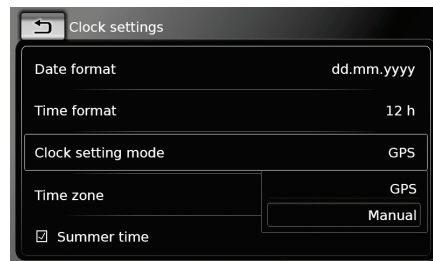 Clock settings
Date format dd.mm.yyyy
Time format 12 h
Clock setting mode GPS
Time zone GPS
Manual
Summer time